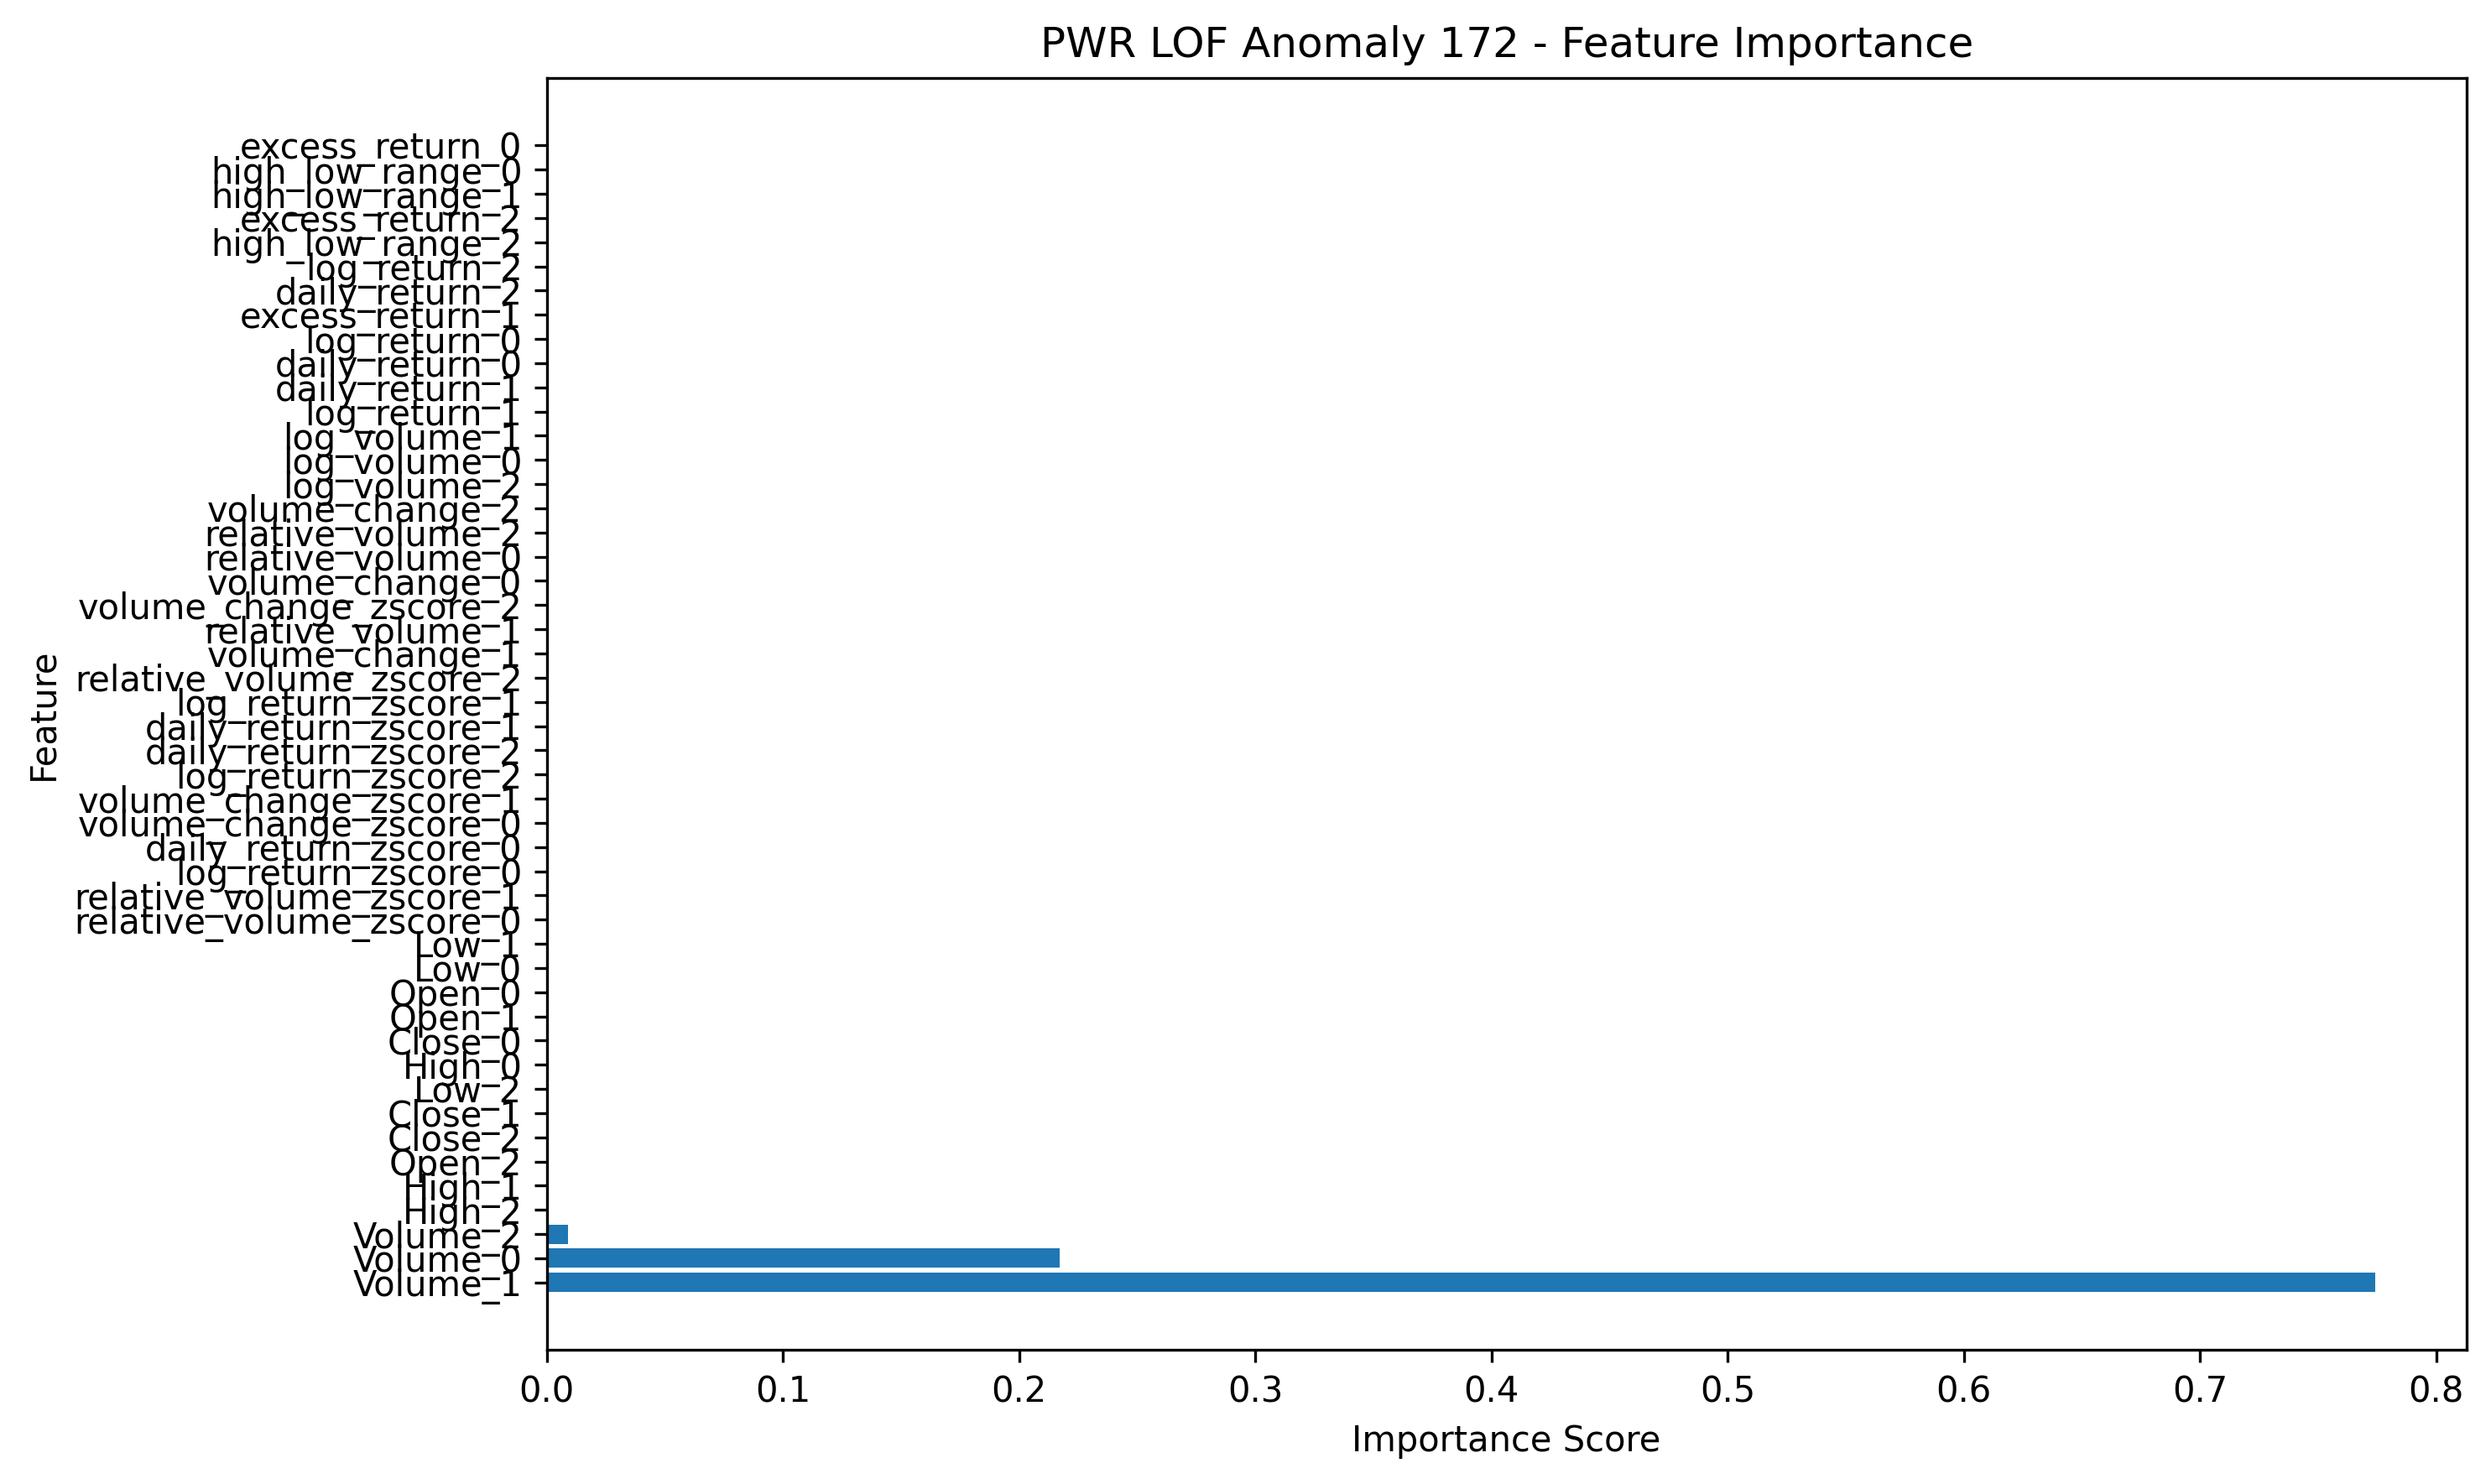 PWR LOF Anomaly 172 - Feature Importance
excess_return_0
high_low_range_0
high_low_range_1
excess_return_2
high_low_range_2
log_return_2
daily_return_2
excess_return_1
log_return_0
daily_return_0
daily_return_1
log_return_1
log_volume_1
log_volume_0
log_volume_2
volume_change_2
relative_volume_2
relative_volume_0
volume_change_0
volume_change_zscore_2
relative_volume_1
volume_change_1
relative_volume_zscore_2
log_return_zscore_1
daily_return_zscore_1
daily_return_zscore_2
log_return_zscore_2
volume_change_zscore_1
volume_change_zscore_0
daily_return_zscore_0
log_return_zscore_0
relative_volume_zscore_1
relative_volume_zscore_0
Low_1
Low_0
Open_0
Open_1
Close_0
High_0
Low_2
Close_1
Close_2
Open_2
High_1
High_2
Volume_2
Volume_0
Volume_1
Feature
0.0 0.1 0.2 0.3 0.4 0.5 0.6 0.7 0.8
Importance Score